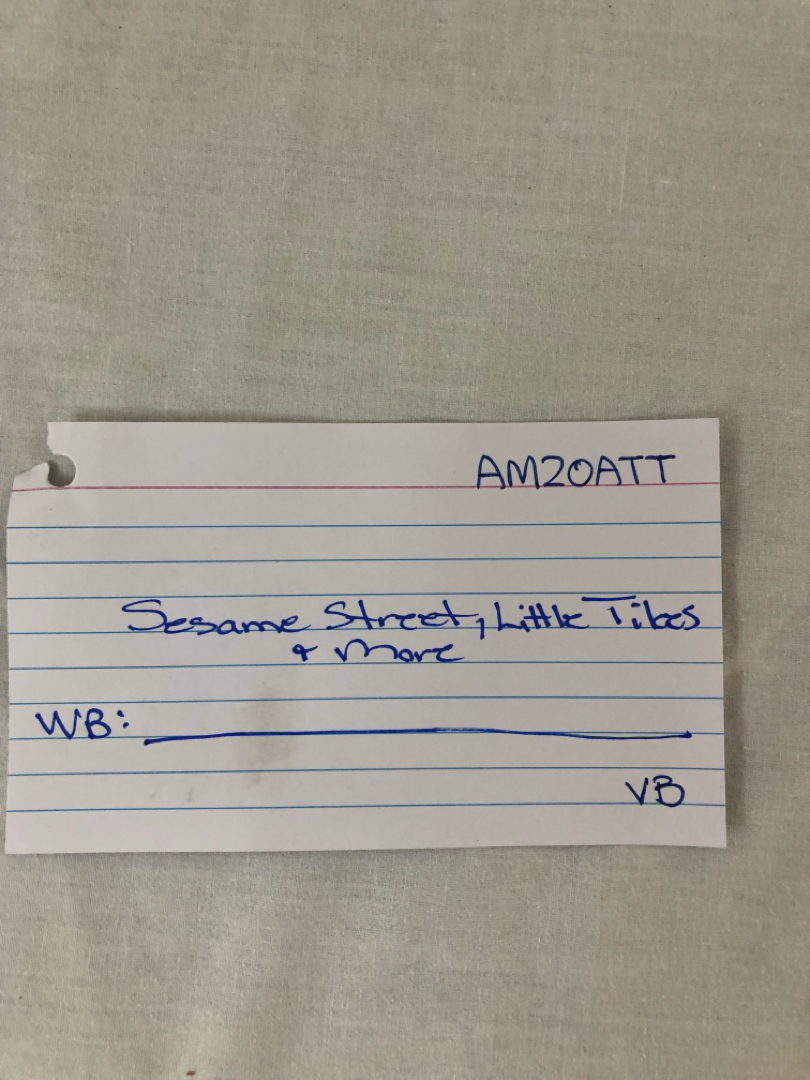 AM20ATT
Sesame Street, Little Tikes
& More
WB:
VB